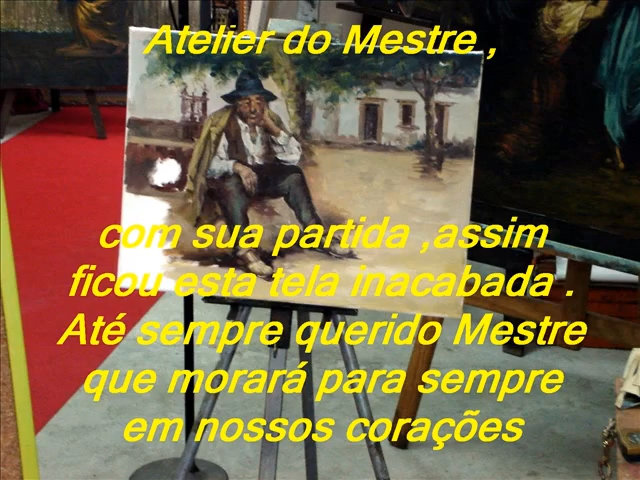 Atelier do Mestre ,
com sua partida ,assim
ficou esta tela inacabada .
Até sempre querido Mestre
que morará para sempre
em nossos corações